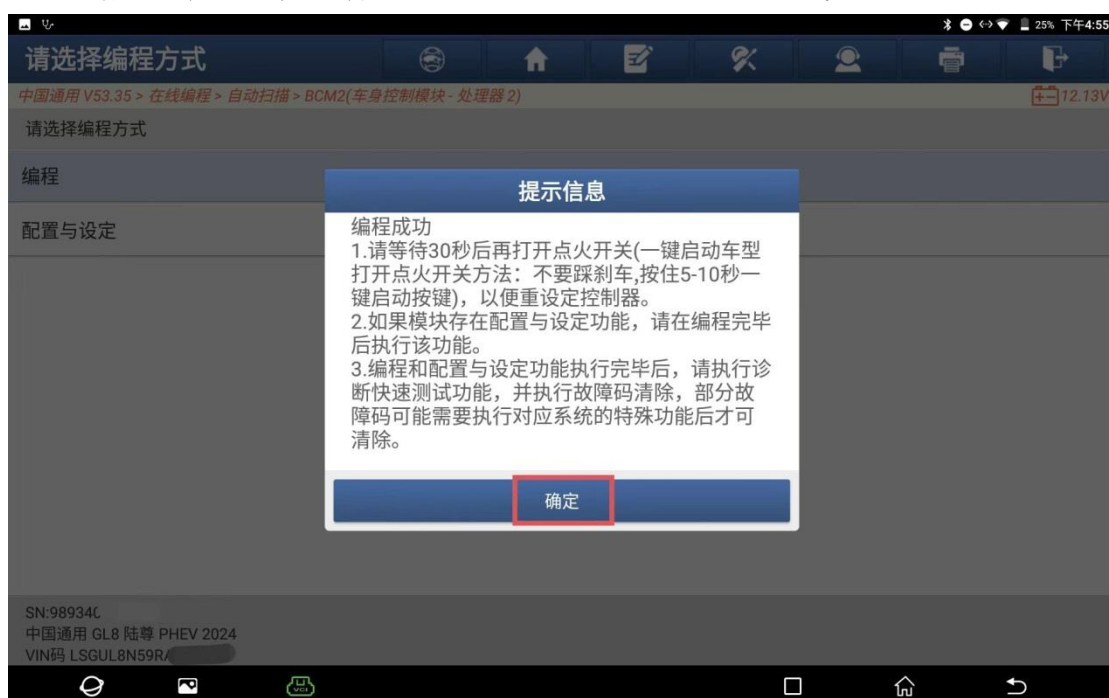 25% 下午4:55
请选择编程方式
中国通用 V53.35 > 在线编程 > 自动扫描 > BCM2(车身控制模块 - 处理器 2)
12.13V
请选择编程方式
编程
配置与设定
提示信息
编程成功
1.请等待30秒后再打开点火开关(一键启动车型
打开点火开关方法：不要踩刹车,按住5-10秒一
键启动按键)，以便重设定控制器。
2.如果模块存在配置与设定功能，请在编程完毕
后执行该功能。
3.编程和配置与设定功能执行完毕后，请执行诊
断快速测试功能，并执行故障码清除，部分故
障码可能需要执行对应系统的特殊功能后才可
清除。
确定
SN:98934
中国通用 GL8 陆尊 PHEV 2024
VIN码 LSGUL8N59R
VCI